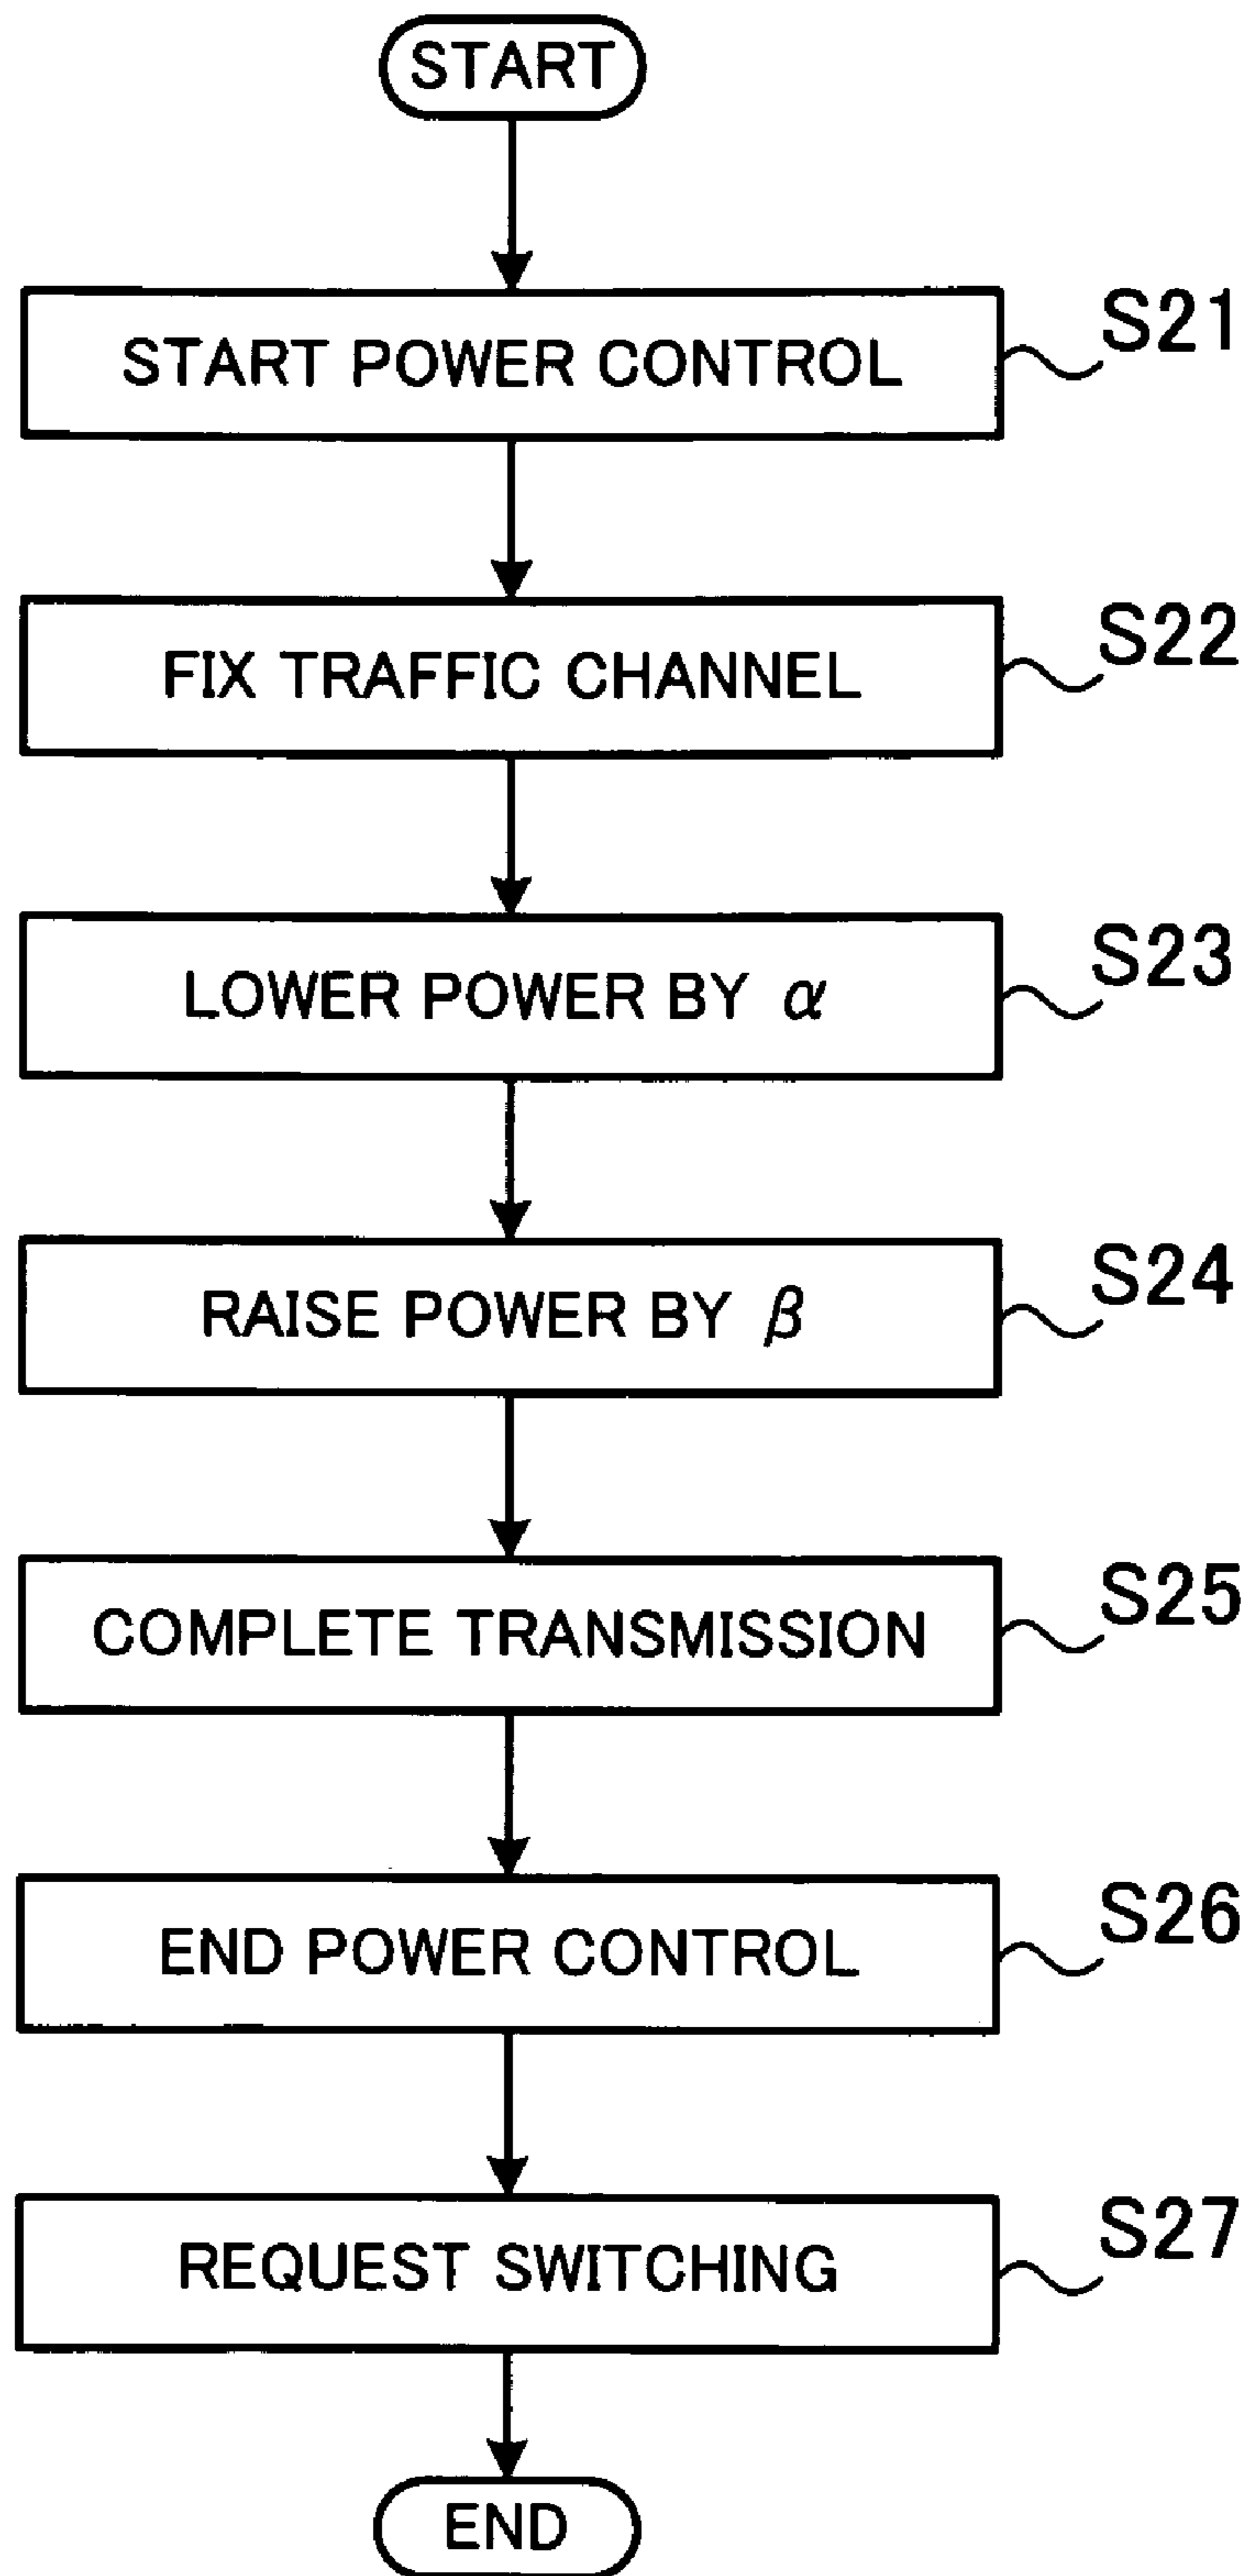 START
START POWER CONTROL S21
FIX TRAFFIC CHANNEL S22
LOWER POWER BY α S23
RAISE POWER BY β S24
COMPLETE TRANSMISSION S25
END POWER CONTROL S26
REQUEST SWITCHING S27
END